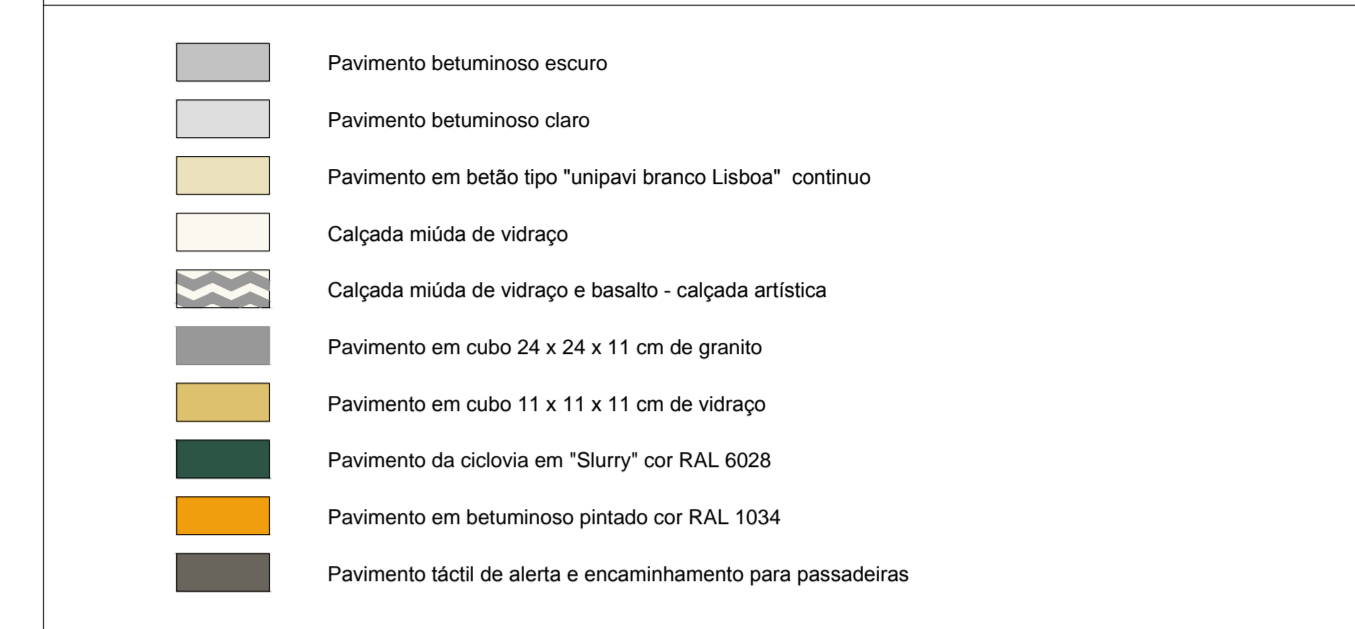 Pavimento betuminoso escuro
Pavimento betuminoso claro
Pavimento em betão tipo "unipavi branco Lisboa"  continuo
Calçada miúda de vidraço
Calçada miúda de vidraço e basalto - calçada artística
Pavimento em cubo 24 x 24 x 11 cm de granito
Pavimento em cubo 11 x 11 x 11 cm de vidraço
Pavimento da ciclovia em "Slurry" cor RAL 6028
Pavimento em betuminoso pintado cor RAL 1034
Pavimento táctil de alerta e encaminhamento para passadeiras